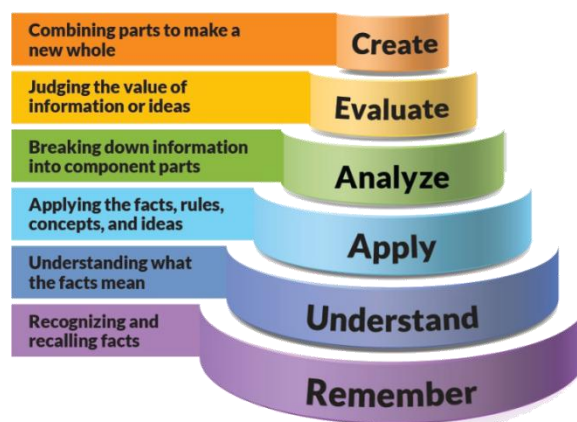 Combining parts to make a
new whole
Create
Judging the value of
information or ideas
Evaluate
Breaking down information
into component parts
Analyze
Applying the facts, rules,
concepts, and ideas
Apply
Understanding what
the facts mean
Understand
Recognizing and
recalling facts
Remember